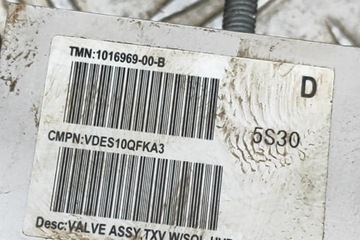 TMN:1016969-00-B
D
5S30
CMPN:VDES10QFKA3
Desc:VALVE ASSY,TXV W/SOL,